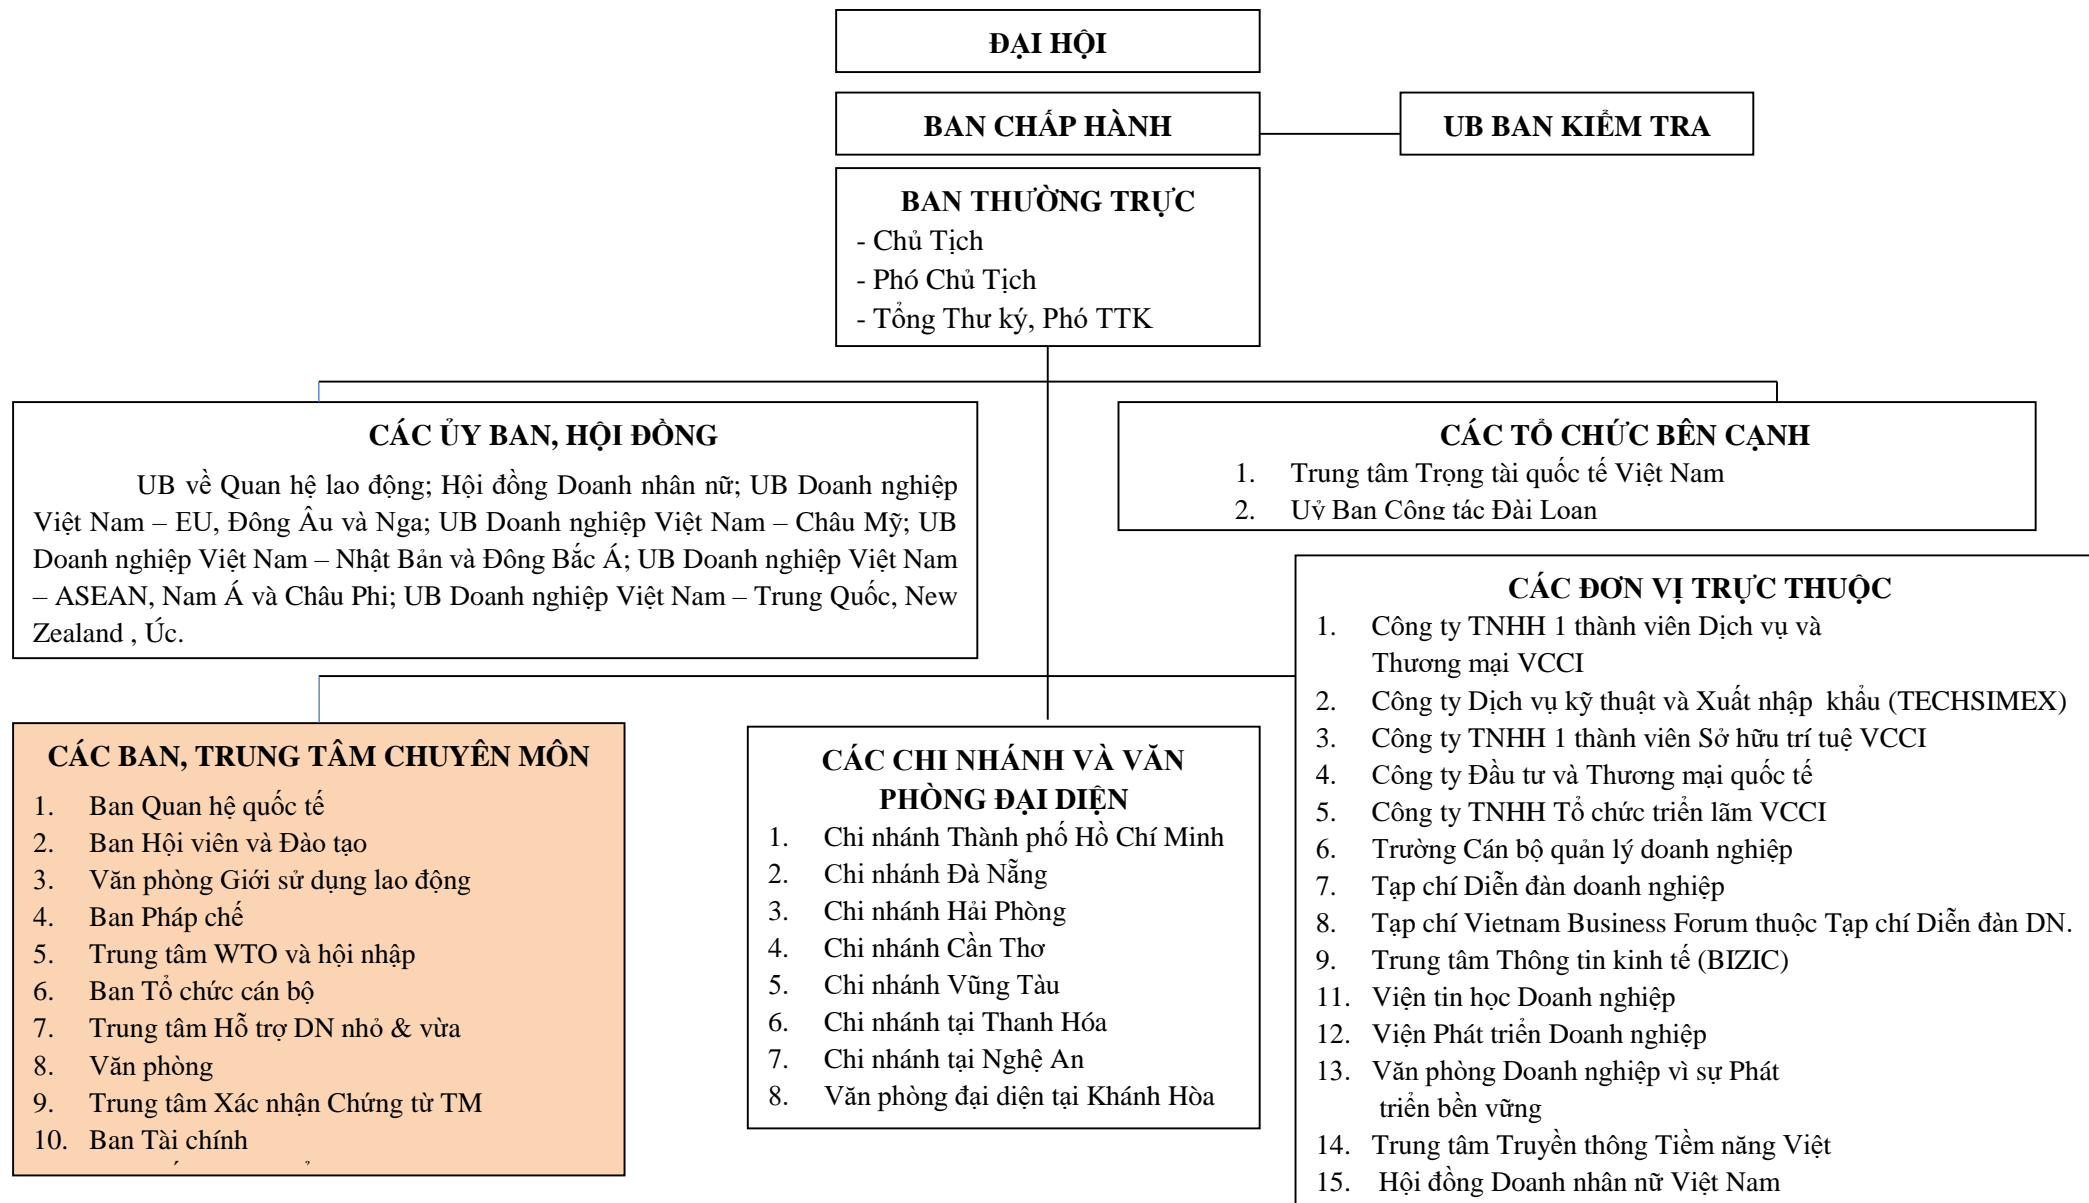 ĐẠI HỘI
BAN CHẤP HÀNH
UB BAN KIỂM TRA
BAN THƯỜNG TRỰC
- Chủ Tịch
- Phó Chủ Tịch
- Tổng Thư ký, Phó TTK
CÁC ỦY BAN, HỘI ĐỒNG
UB về Quan hệ lao động; Hội đồng Doanh nhân nữ; UB Doanh nghiệp
Việt Nam – EU, Đông Âu và Nga; UB Doanh nghiệp Việt Nam – Châu Mỹ; UB
Doanh nghiệp Việt Nam – Nhật Bản và Đông Bắc Á; UB Doanh nghiệp Việt Nam
– ASEAN, Nam Á và Châu Phi; UB Doanh nghiệp Việt Nam – Trung Quốc, New
Zealand , Úc.
CÁC TỔ CHỨC BÊN CẠNH
1. Trung tâm Trọng tài quốc tế Việt Nam
2. Uỷ Ban Công tác Đài Loan
CÁC BAN, TRUNG TÂM CHUYÊN MÔN
1. Ban Quan hệ quốc tế
2. Ban Hội viên và Đào tạo
3. Văn phòng Giới sử dụng lao động
4. Ban Pháp chế
5. Trung tâm WTO và hội nhập
6. Ban Tổ chức cán bộ
7. Trung tâm Hỗ trợ DN nhỏ & vừa
8. Văn phòng
9. Trung tâm Xác nhận Chứng từ TM
10. Ban Tài chính
CÁC CHI NHÁNH VÀ VĂN
PHÒNG ĐẠI DIỆN
1. Chi nhánh Thành phố Hồ Chí Minh
2. Chi nhánh Đà Nẵng
3. Chi nhánh Hải Phòng
4. Chi nhánh Cần Thơ
5. Chi nhánh Vũng Tàu
6. Chi nhánh tại Thanh Hóa
7. Chi nhánh tại Nghệ An
8. Văn phòng đại diện tại Khánh Hòa
CÁC ĐƠN VỊ TRỰC THUỘC
1. Công ty TNHH 1 thành viên Dịch vụ và
Thương mại VCCI
2. Công ty Dịch vụ kỹ thuật và Xuất nhập khẩu (TECHSIMEX)
3. Công ty TNHH 1 thành viên Sở hữu trí tuệ VCCI
4. Công ty Đầu tư và Thương mại quốc tế
5. Công ty TNHH Tổ chức triển lãm VCCI
6. Trường Cán bộ quản lý doanh nghiệp
7. Tạp chí Diễn đàn doanh nghiệp
8. Tạp chí Vietnam Business Forum thuộc Tạp chí Diễn đàn DN.
9. Trung tâm Thông tin kinh tế (BIZIC)
11. Viện tin học Doanh nghiệp
12. Viện Phát triển Doanh nghiệp
13. Văn phòng Doanh nghiệp vì sự Phát
triển bền vững
14. Trung tâm Truyền thông Tiềm năng Việt
15. Hội đồng Doanh nhân nữ Việt Nam